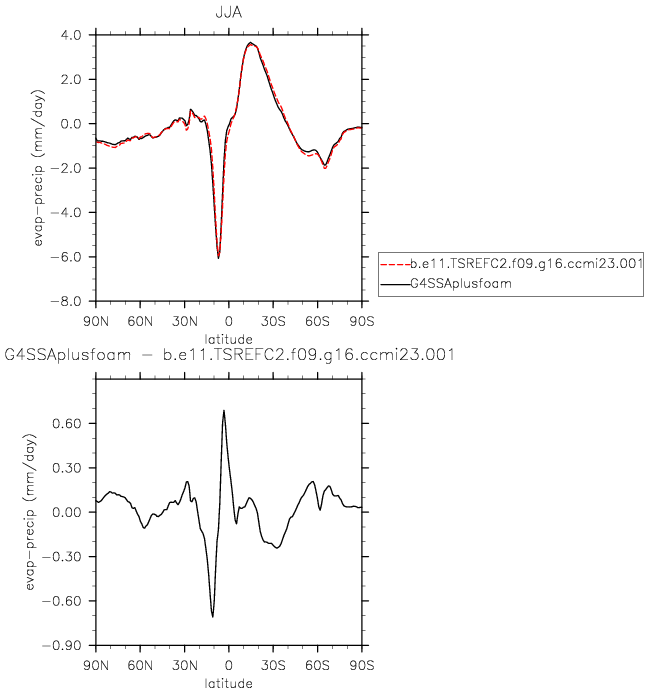 JJA
4.0
2.0
0.0
−2.0
−4.0
−6.0
−8.0
evap−precip (mm/day)
90N 60N 30N 0 30S 60S 90S
latitude
b.e11.TSREFC2.f09.g16.ccmi23.001
G4SSAplusfoam
G4SSAplusfoam − b.e11.TSREFC2.f09.g16.ccmi23.001
0.60
0.30
0.00
−0.30
−0.60
−0.90
evap−precip (mm/day)
90N 60N 30N 0 30S 60S 90S
latitude